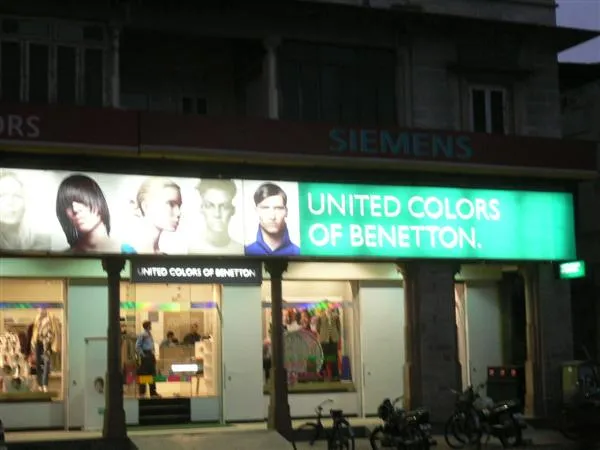 ORS
SIEMENS
UNITED COLORS
OF BENETTON.
UNITED COLORS OF BENETTON